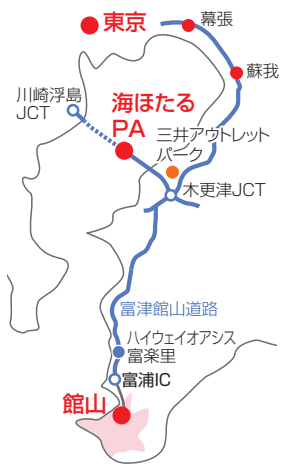 東京
幕張
蘇我
川崎浮島
JCT
海ほたる
PA
三井アウトレット
パーク
木更津JCT
富津館山道路
ハイウェイオアシス
富楽里
富浦IC
館山